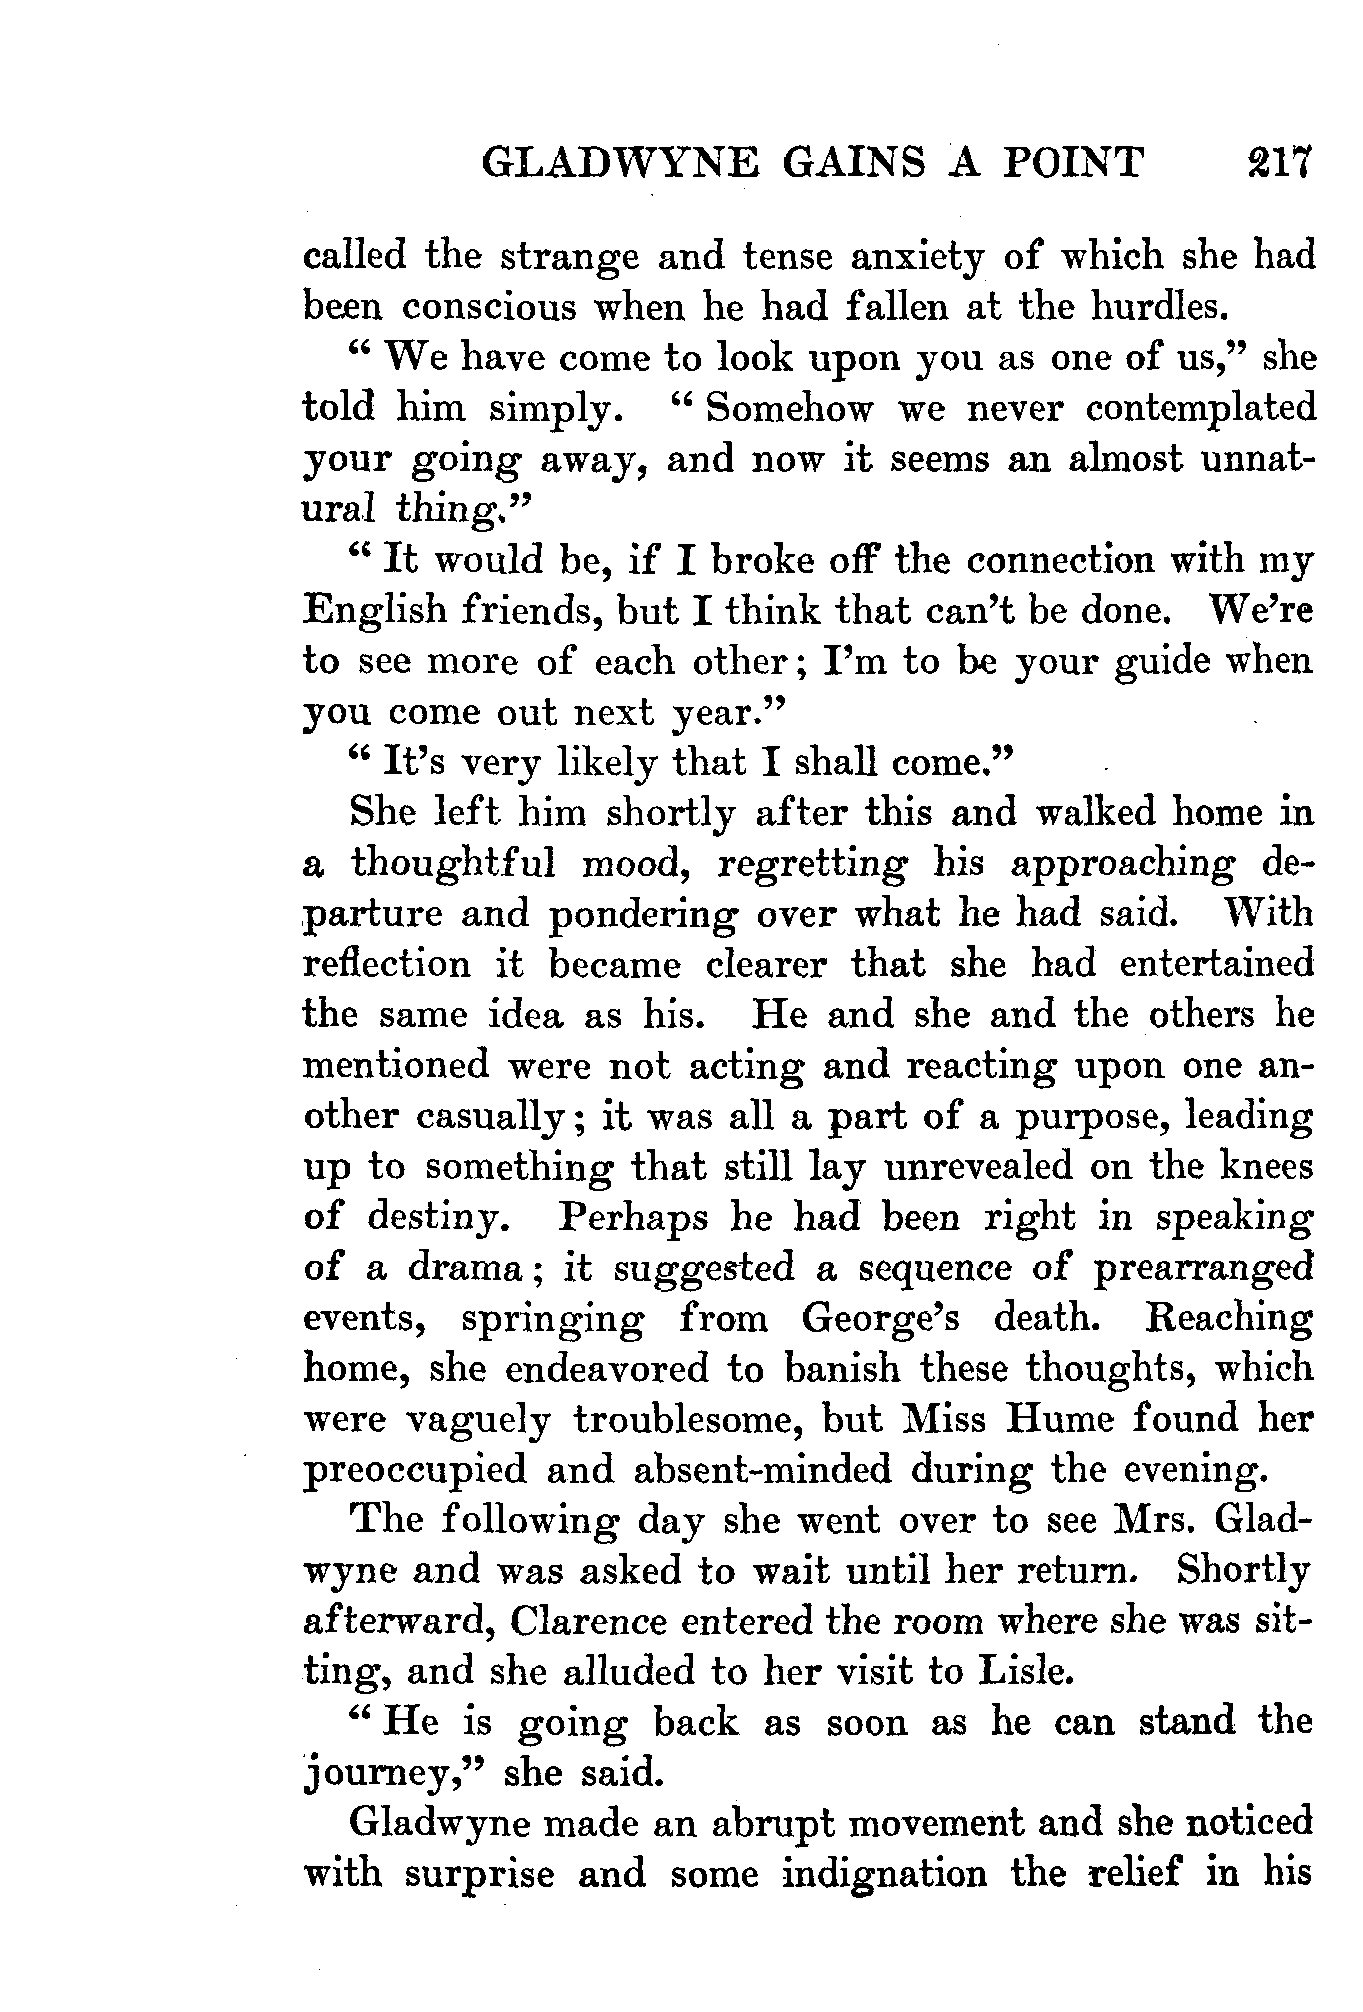 GLADWYNE GAINS A POINT 217
called the strange and tense anxiety of which she had
been conscious when he had fallen at the hurdles.
“ We have come to look upon you as one of us,” she
told him simply. “ Somehow we never contemplated
your going away, and now it seems an almost unnat-
ural thing.”
“ It would be, if I broke off the connection with my
English friends, but I think that can’t be done. We’re
to see more of each other; I’m to be your guide when
you come out next year.”
“ It’s very likely that I shall come.”
She left him shortly after this and walked home in
a thoughtful mood, regretting his approaching de-
parture and pondering over what he had said. With
reflection it became clearer that she had entertained
the same idea as his. He and she and the others he
mentioned were not acting and reacting upon one an-
other casually; it was all a part of a purpose, leading
up to something that still lay unrevealed on the knees
of destiny. Perhaps he had been right in speaking
of a drama; it suggested a sequence of prearranged
events, springing from George’s death. Reaching
home, she endeavored to banish these thoughts, which
were vaguely troublesome, but Miss Hume found her
preoccupied and absent-minded during the evening.
The following day she went over to see Mrs. Glad-
wyne and was asked to wait until her return. Shortly
afterward, Clarence entered the room where she was sit-
ting, and she alluded to her visit to Lisle.
“ He is going back as soon as he can stand the
journey,” she said.
Gladwyne made an abrupt movement and she noticed
with surprise and some indignation the relief in his